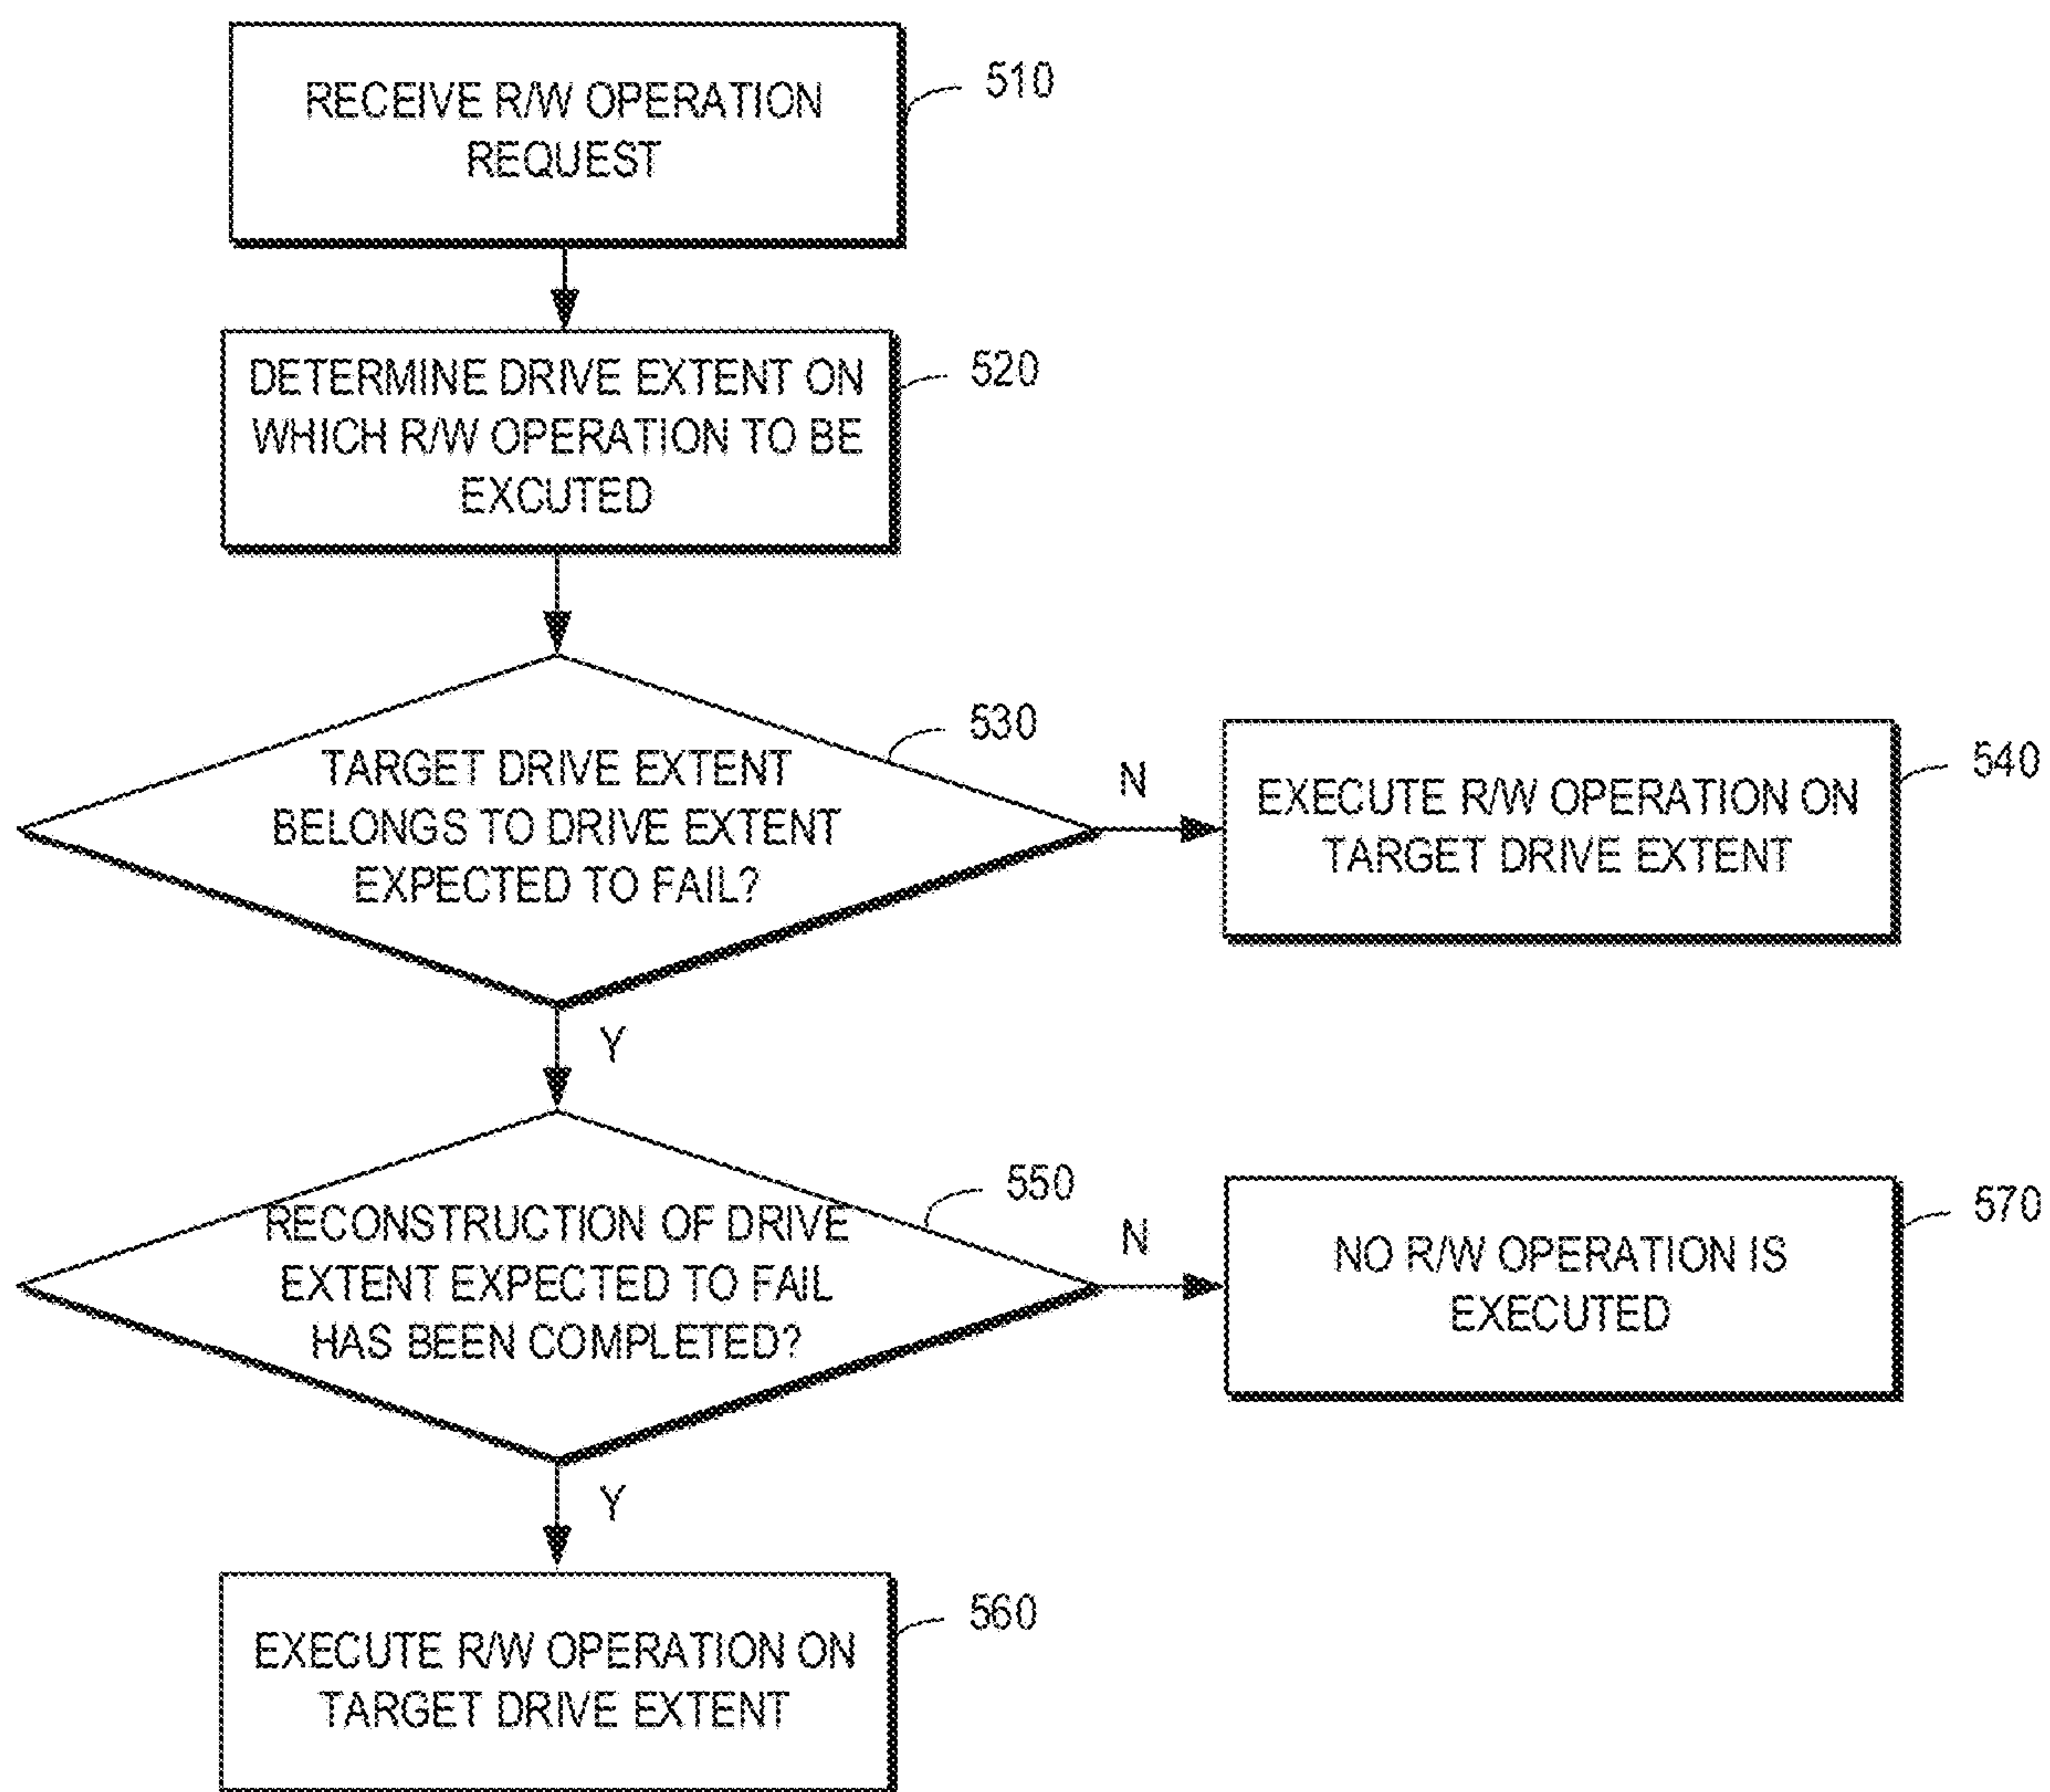 RECEIVE R/W OPERATION
REQUEST
510
DETERMINE DRIVE EXTENT ON
WHICH R/W OPERATION TO BE
EXCUTED
520
TARGET DRIVE EXTENT
BELONGS TO DRIVE EXTENT
EXPECTED TO FAIL?
530
N
EXECUTE R/W OPERATION ON
TARGET DRIVE EXTENT
540
Y
RECONSTRUCTION OF DRIVE
EXTENT EXPECTED TO FAIL
HAS BEEN COMPLETED?
550
N
NO R/W OPERATION IS
EXECUTED
570
Y
EXECUTE R/W OPERATION ON
TARGET DRIVE EXTENT
560